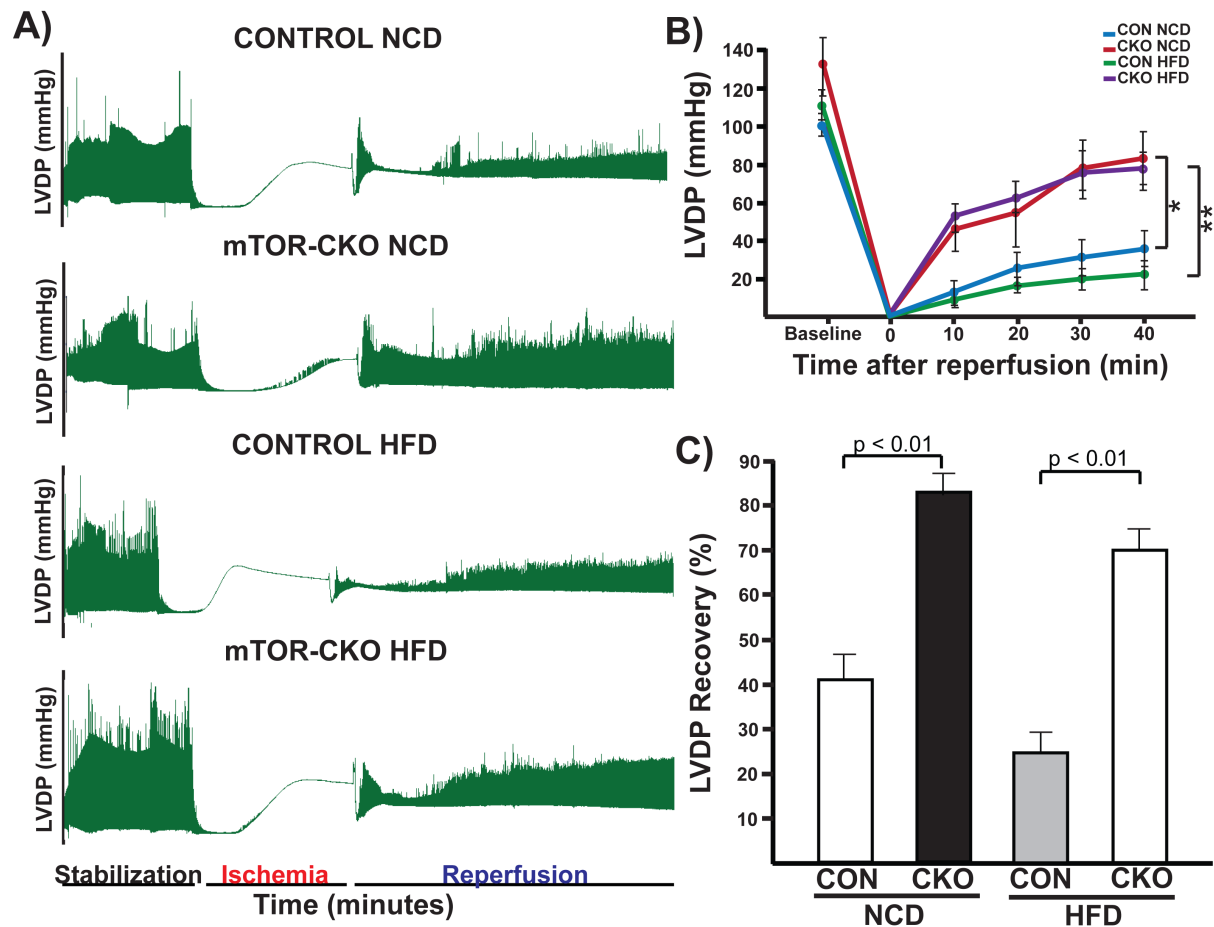 A)
CONTROL NCD
LVDP (mmHg)
mTOR-CKO NCD
LVDP (mmHg)
CONTROL HFD
LVDP (mmHg)
mTOR-CKO HFD
LVDP (mmHg)
Stabilization Ischemia Reperfusion
Time (minutes)
B)
CON NCD
CKO NCD
CON HFD
CKO HFD
LVDP (mmHg)
140
120
100
80
60
40
20
*
**
Baseline 0 10 20 30 40
Time after reperfusion (min)
C)
p < 0.01
p < 0.01
LVDP Recovery (%)
90
80
70
60
50
40
30
20
10
CON CKO CON CKO
NCD HFD